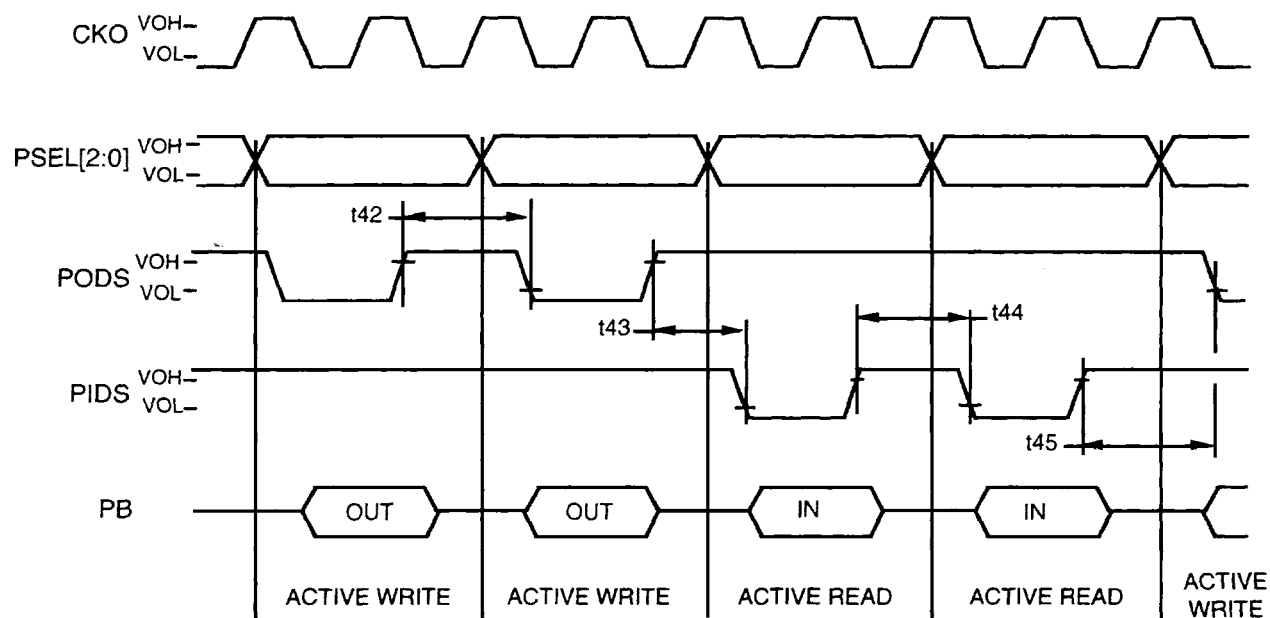 CKO VOH
VOL
PSEL[2:0] VOH
VOL
t42
PODS VOH
VOL
t43
t44
PIDS VOH
VOL
t45
PB OUT OUT IN IN
ACTIVE WRITE ACTIVE WRITE ACTIVE READ ACTIVE READ ACTIVE
WRITE